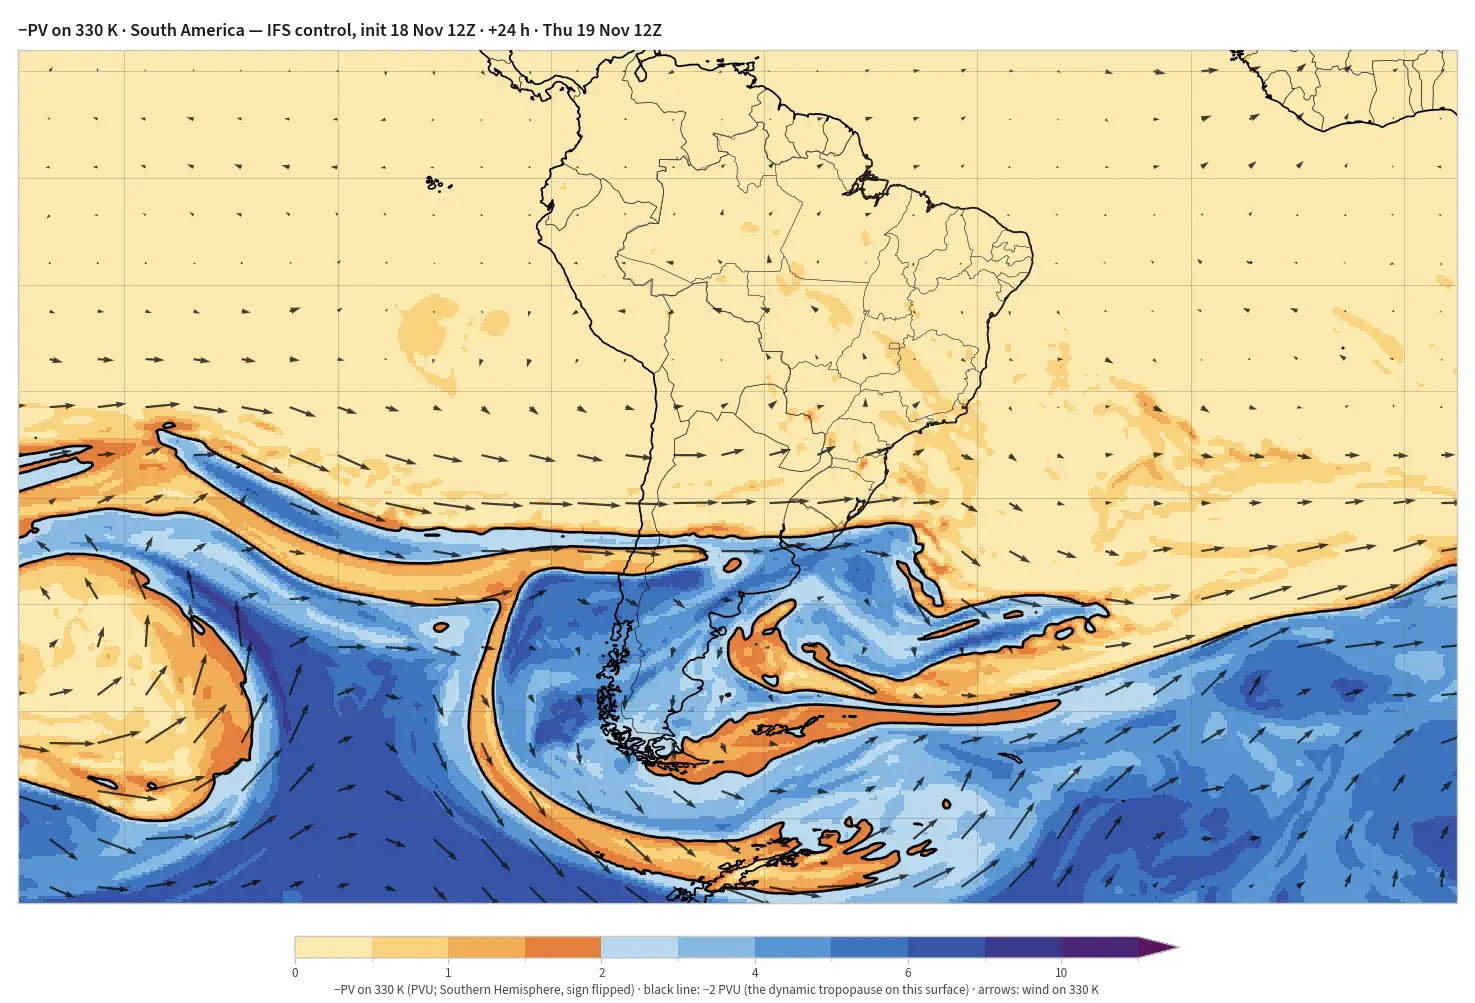 −PV on 330 K · South America — IFS control, init 18 Nov 12Z · +24 h · Thu 19 Nov 12Z
0 1 2 4 6 10
−PV on 330 K (PVU; Southern Hemisphere, sign flipped) · black line: −2 PVU (the dynamic tropopause on this surface) · arrows: wind on 330 K